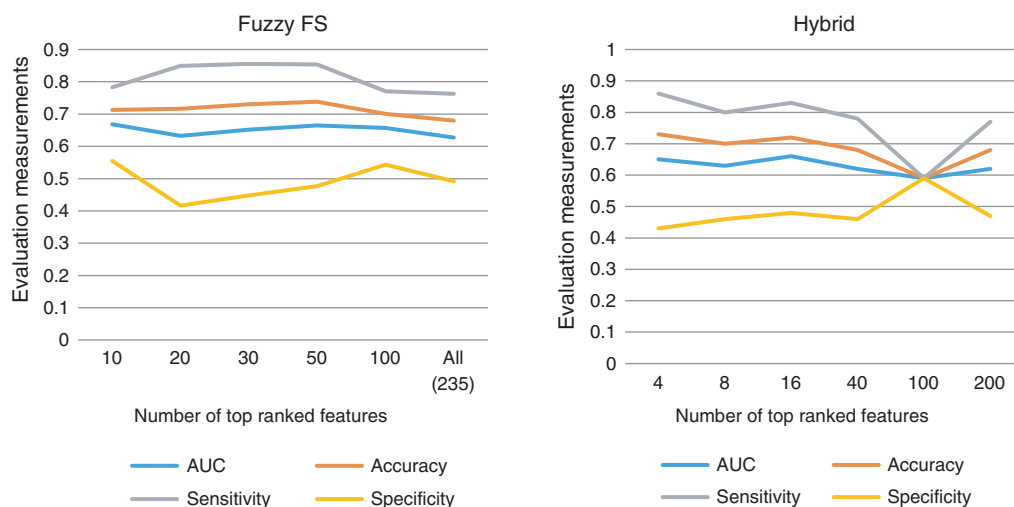 Fuzzy FS
Evaluation measurements
0.9
0.8
0.7
0.6
0.5
0.4
0.3
0.2
0.1
0
10 20 30 50 100 All
(235)
Number of top ranked features
AUC Accuracy
Sensitivity Specificity
Hybrid
Evaluation measurements
1
0.9
0.8
0.7
0.6
0.5
0.4
0.3
0.2
0.1
0
4 8 16 40 100 200
Number of top ranked features
AUC Accuracy
Sensitivity Specificity